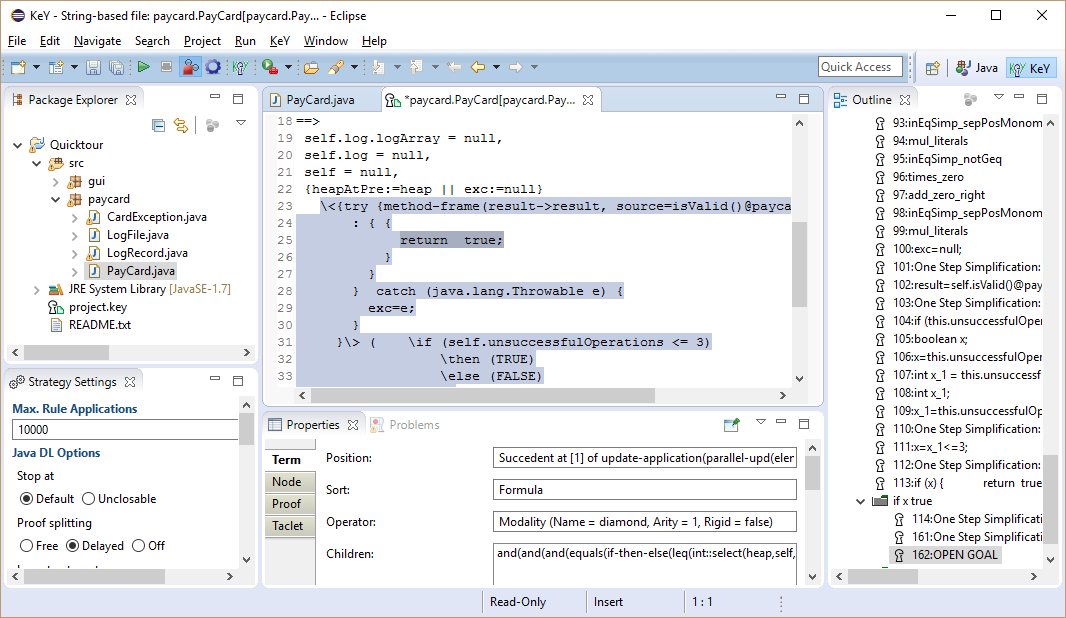 KeY - String-based file: paycard.PayCard[paycard.Pay... - Eclipse
File Edit Navigate Search Project Run KeY Window Help
Quick Access
Java
KeY
Package Explorer
Quicktour
src
gui
paycard
CardException.java
LogFile.java
LogRecord.java
PayCard.java
JRE System Library [JavaSE-1.7]
project.key
README.txt
Strategy Settings
Max. Rule Applications
10000
Java DL Options
Stop at
Default Unclosable
Proof splitting
Free Delayed Off
PayCard.java
*paycard.PayCard[paycard.Pay...
18 ==>
19 self.log.logArray = null,
20 self.log = null,
21 self = null,
22 {heapAtPre:=heap || exc:=null}
23 \<{try {method-frame(result->result, source=isValid()@payca
24 : { {
25 return true;
26 }
27 }
28 } catch (java.lang.Throwable e) {
29 exc=e;
30 }
31 }\> ( \if (self.unsuccessfulOperations <= 3)
32 \then (TRUE)
33 \else (FALSE)
Properties Problems
Term
Node
Proof
Taclet
Position: Succedent at [1] of update-application(parallel-upd(elem
Sort: Formula
Operator: Modality (Name = diamond, Arity = 1, Rigid = false)
Children: and(and(and(equals(if-then-else(leq(int::select(heap,self,
Outline
93:inEqSimp_sepPosMonom
94:mul_literals
95:inEqSimp_notGeq
96:times_zero
97:add_zero_right
98:inEqSimp_sepPosMonom
99:mul_literals
100:exc=null;
101:One Step Simplification:
102:result=self.isValid()@pay
103:One Step Simplification:
104:if (this.unsuccessfulOper
105:boolean x;
106:x=this.unsuccessfulOpe
107:int x_1 = this.unsuccessf
108:int x_1;
109:x_1=this.unsuccessfulOp
110:One Step Simplification:
111:x=x_1<=3;
112:One Step Simplification:
113:if (x) { return true
if x true
114:One Step Simplificati
161:One Step Simplificati
162:OPEN GOAL
Read-Only
Insert
1 : 1